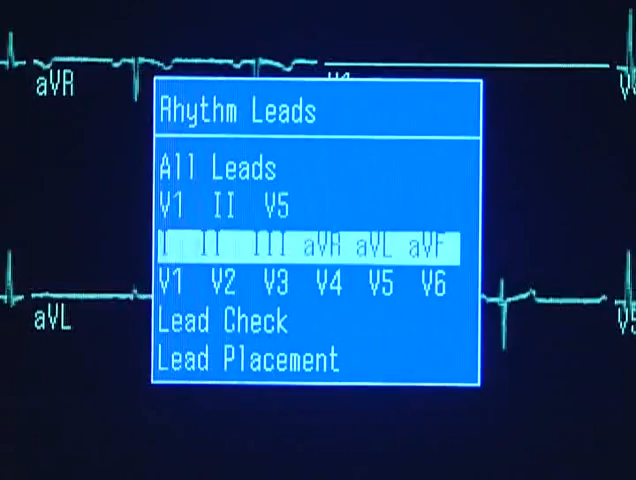 aVR
Rhythm Leads
All Leads
V1 II V5
I II III aVR aVL aVF
V1 V2 V3 V4 V5 V6
aVL
Lead Check
V5
Lead Placement